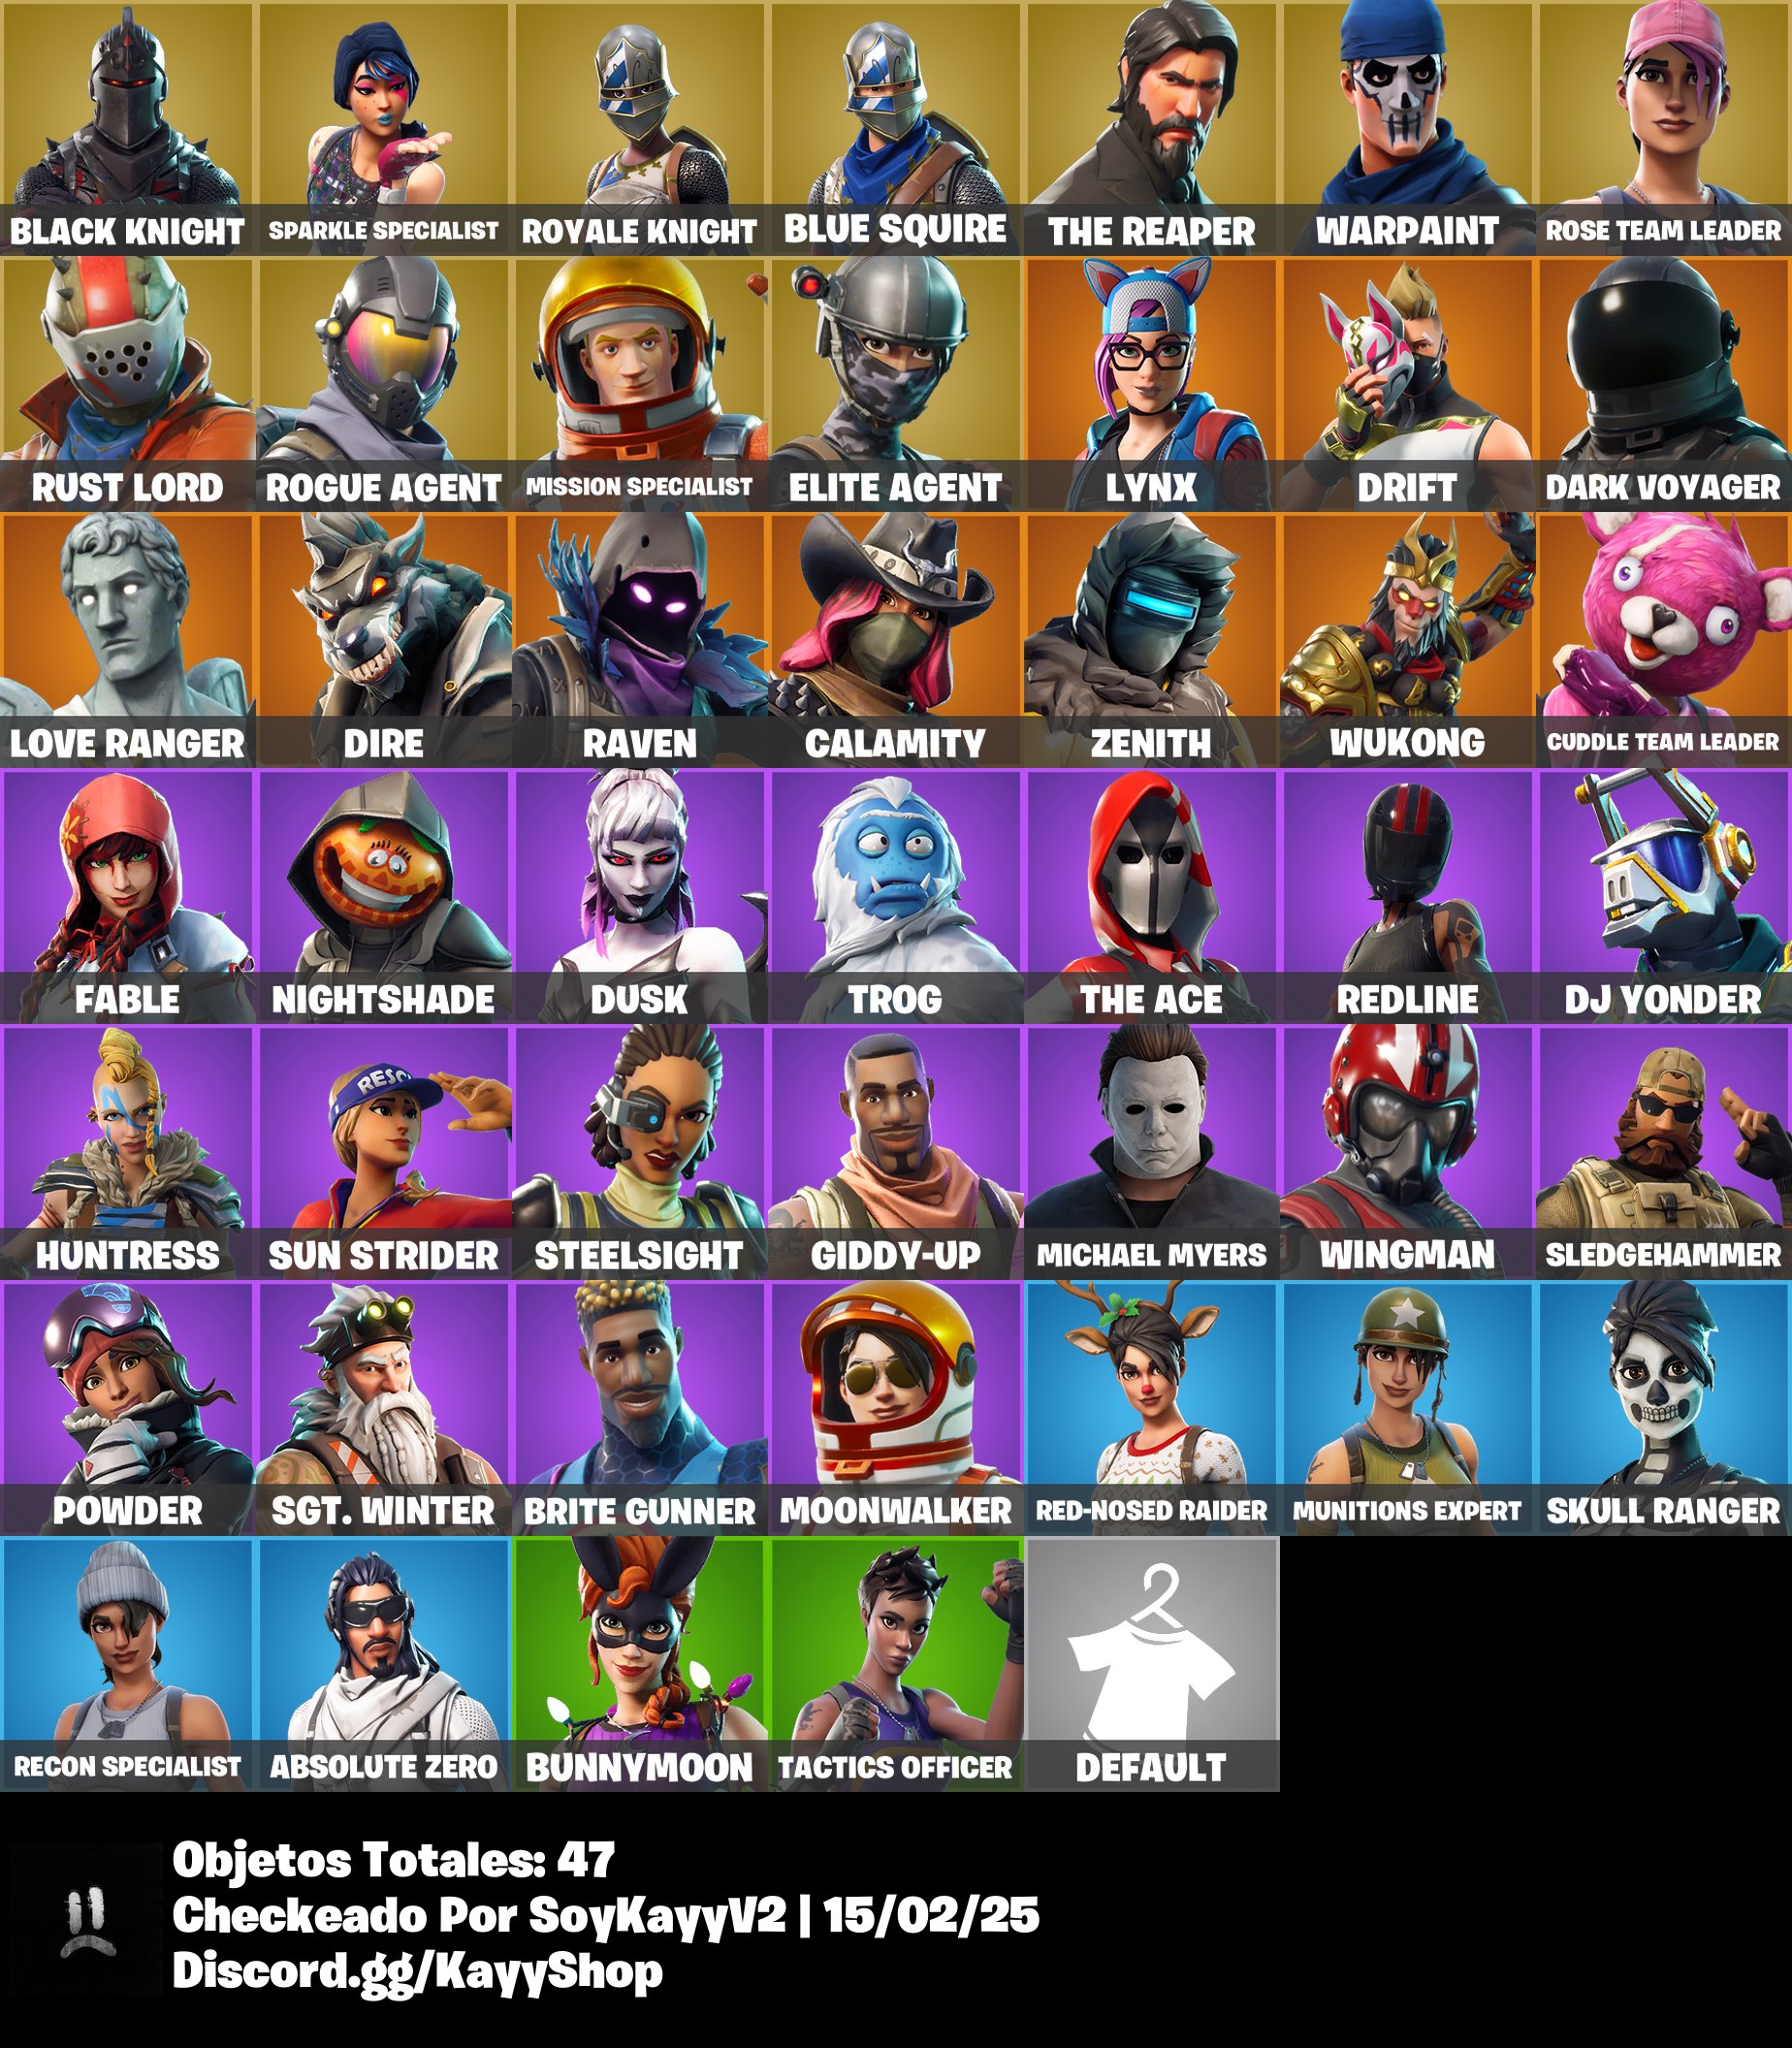 BLACK KNIGHT
SPARKLE SPECIALIST
ROYALE KNIGHT
BLUE SQUIRE
THE REAPER
WARPAINT
ROSE TEAM LEADER
RUST LORD
ROGUE AGENT
MISSION SPECIALIST
ELITE AGENT
LYNX
DRIFT
DARK VOYAGER
LOVE RANGER
DIRE
RAVEN
CALAMITY
ZENITH
WUKONG
CUDDLE TEAM LEADER
FABLE
NIGHTSHADE
DUSK
TROG
THE ACE
REDLINE
DJ YONDER
RESC
HUNTRESS
SUN STRIDER
STEELSIGHT
GIDDY-UP
MICHAEL MYERS
WINGMAN
SLEDGEHAMMER
POWDER
SGT. WINTER
BRITE GUNNER
MOONWALKER
RED-NOSED RAIDER
MUNITIONS EXPERT
SKULL RANGER
RECON SPECIALIST
ABSOLUTE ZERO
BUNNYMOON
TACTICS OFFICER
DEFAULT
Objetos Totales: 47
Checkeado Por SoyKayyV2 | 15/02/25
Discord.gg/KayyShop